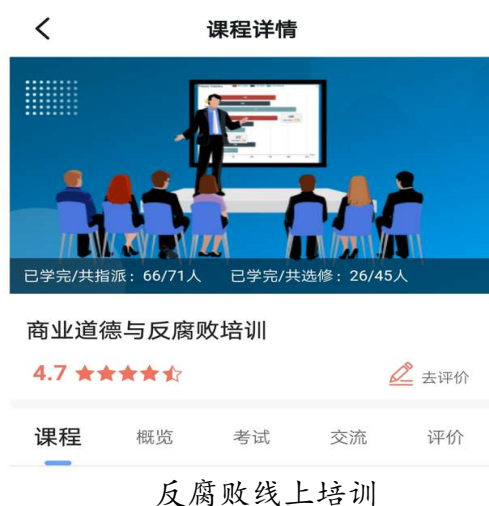 课程详情
已学完/共指派：66/71人 已学完/共选修：26/45人
商业道德与反腐败培训
4.7 去评价
课程 概览 考试 交流 评价
反腐败线上培训